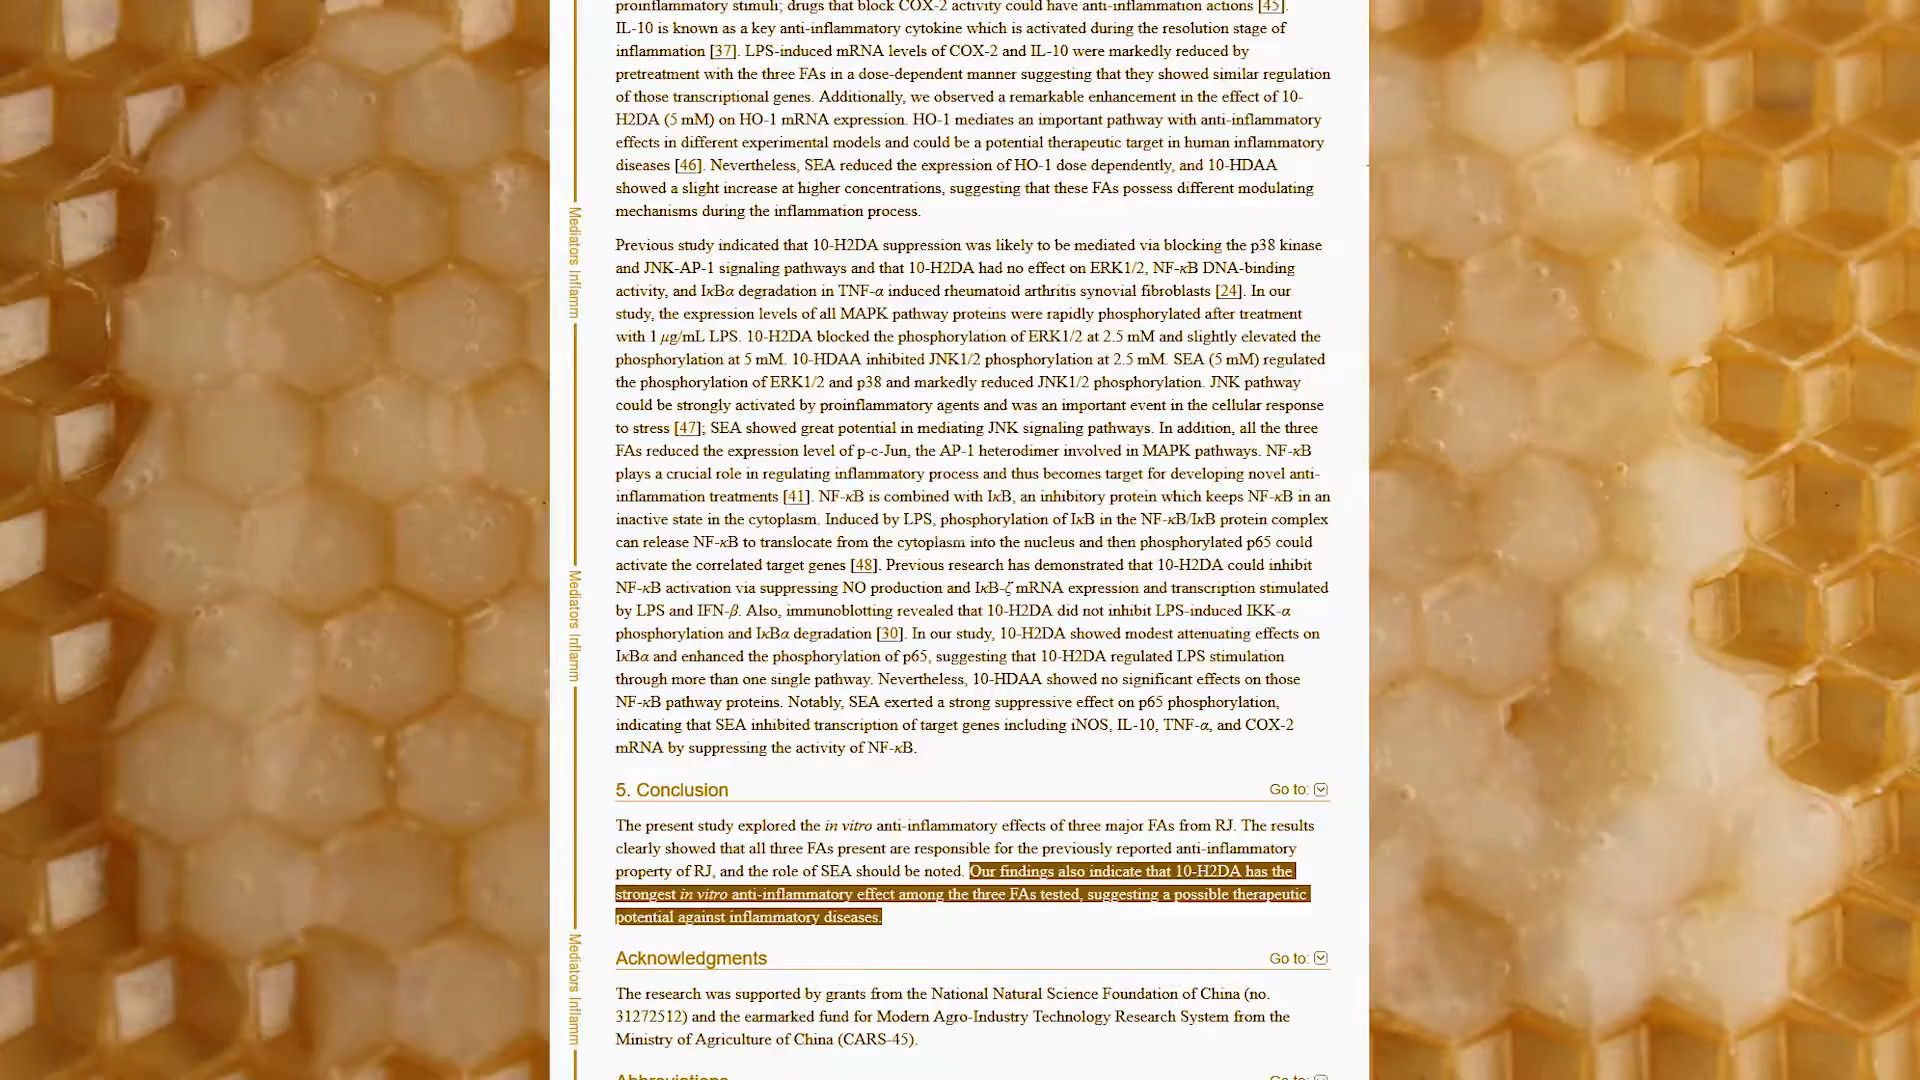 proinflammatory stimuli; drugs that block COX-2 activity could have anti-inflammation actions [45].
IL-10 is known as a key anti-inflammatory cytokine which is activated during the resolution stage of
inflammation [37]. LPS-induced mRNA levels of COX-2 and IL-10 were markedly reduced by
pretreatment with the three FAs in a dose-dependent manner suggesting that they showed similar regulation
of those transcriptional genes. Additionally, we observed a remarkable enhancement in the effect of 10-
H2DA (5 mM) on HO-1 mRNA expression. HO-1 mediates an important pathway with anti-inflammatory
effects in different experimental models and could be a potential therapeutic target in human inflammatory
diseases [46]. Nevertheless, SEA reduced the expression of HO-1 dose dependently, and 10-HDAA
showed a slight increase at higher concentrations, suggesting that these FAs possess different modulating
mechanisms during the inflammation process.
Previous study indicated that 10-H2DA suppression was likely to be mediated via blocking the p38 kinase
and JNK-AP-1 signaling pathways and that 10-H2DA had no effect on ERK1/2, NF-κB DNA-binding
activity, and IκBα degradation in TNF-α induced rheumatoid arthritis synovial fibroblasts [24]. In our
study, the expression levels of all MAPK pathway proteins were rapidly phosphorylated after treatment
with 1 μg/mL LPS. 10-H2DA blocked the phosphorylation of ERK1/2 at 2.5 mM and slightly elevated the
phosphorylation at 5 mM. 10-HDAA inhibited JNK1/2 phosphorylation at 2.5 mM. SEA (5 mM) regulated
the phosphorylation of ERK1/2 and p38 and markedly reduced JNK1/2 phosphorylation. JNK pathway
could be strongly activated by proinflammatory agents and was an important event in the cellular response
to stress [47]; SEA showed great potential in mediating JNK signaling pathways. In addition, all the three
FAs reduced the expression level of p-c-Jun, the AP-1 heterodimer involved in MAPK pathways. NF-κB
plays a crucial role in regulating inflammatory process and thus becomes target for developing novel anti-
inflammation treatments [41]. NF-κB is combined with IκB, an inhibitory protein which keeps NF-κB in an
inactive state in the cytoplasm. Induced by LPS, phosphorylation of IκB in the NF-κB/IκB protein complex
can release NF-κB to translocate from the cytoplasm into the nucleus and then phosphorylated p65 could
activate the correlated target genes [48]. Previous research has demonstrated that 10-H2DA could inhibit
NF-κB activation via suppressing NO production and IκB-ζ mRNA expression and transcription stimulated
by LPS and IFN-β. Also, immunoblotting revealed that 10-H2DA did not inhibit LPS-induced IKK-α
phosphorylation and IκBα degradation [30]. In our study, 10-H2DA showed modest attenuating effects on
IκBα and enhanced the phosphorylation of p65, suggesting that 10-H2DA regulated LPS stimulation
through more than one single pathway. Nevertheless, 10-HDAA showed no significant effects on those
NF-κB pathway proteins. Notably, SEA exerted a strong suppressive effect on p65 phosphorylation,
indicating that SEA inhibited transcription of target genes including iNOS, IL-10, TNF-α, and COX-2
mRNA by suppressing the activity of NF-κB.
5. Conclusion
Go to:
The present study explored the in vitro anti-inflammatory effects of three major FAs from RJ. The results
clearly showed that all three FAs present are responsible for the previously reported anti-inflammatory
property of RJ, and the role of SEA should be noted. Our findings also indicate that 10-H2DA has the
strongest in vitro anti-inflammatory effect among the three FAs tested, suggesting a possible therapeutic
potential against inflammatory diseases.
Acknowledgments
Go to:
The research was supported by grants from the National Natural Science Foundation of China (no.
31272512) and the earmarked fund for Modern Agro-Industry Technology Research System from the
Ministry of Agriculture of China (CARS-45).
Abbreviations
Go to:
Mediators Inflamm
Mediators Inflamm
Mediators Inflamm